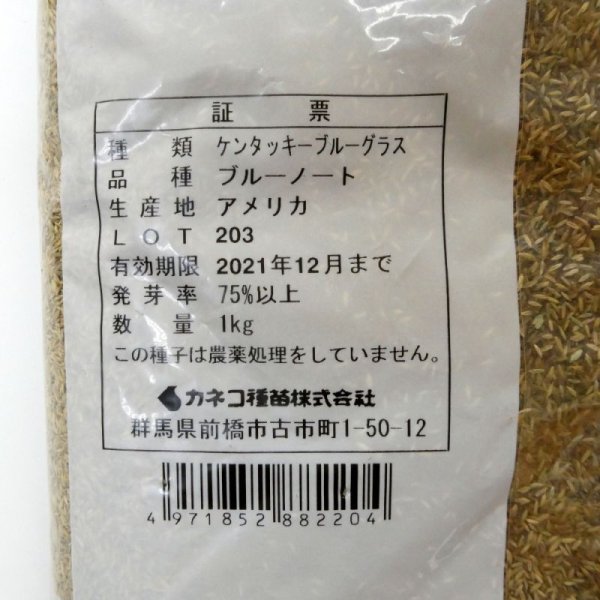 証 票
種 類 ケンタッキーブルーグラス
品 種 ブルーノート
生産地 アメリカ
LOT 203
有効期限 2021年12月まで
発芽率 75%以上
数 量 1kg
この種子は農薬処理をしていません。
カネコ種苗株式会社
群馬県前橋市古市町1-50-12
4 971852 882204